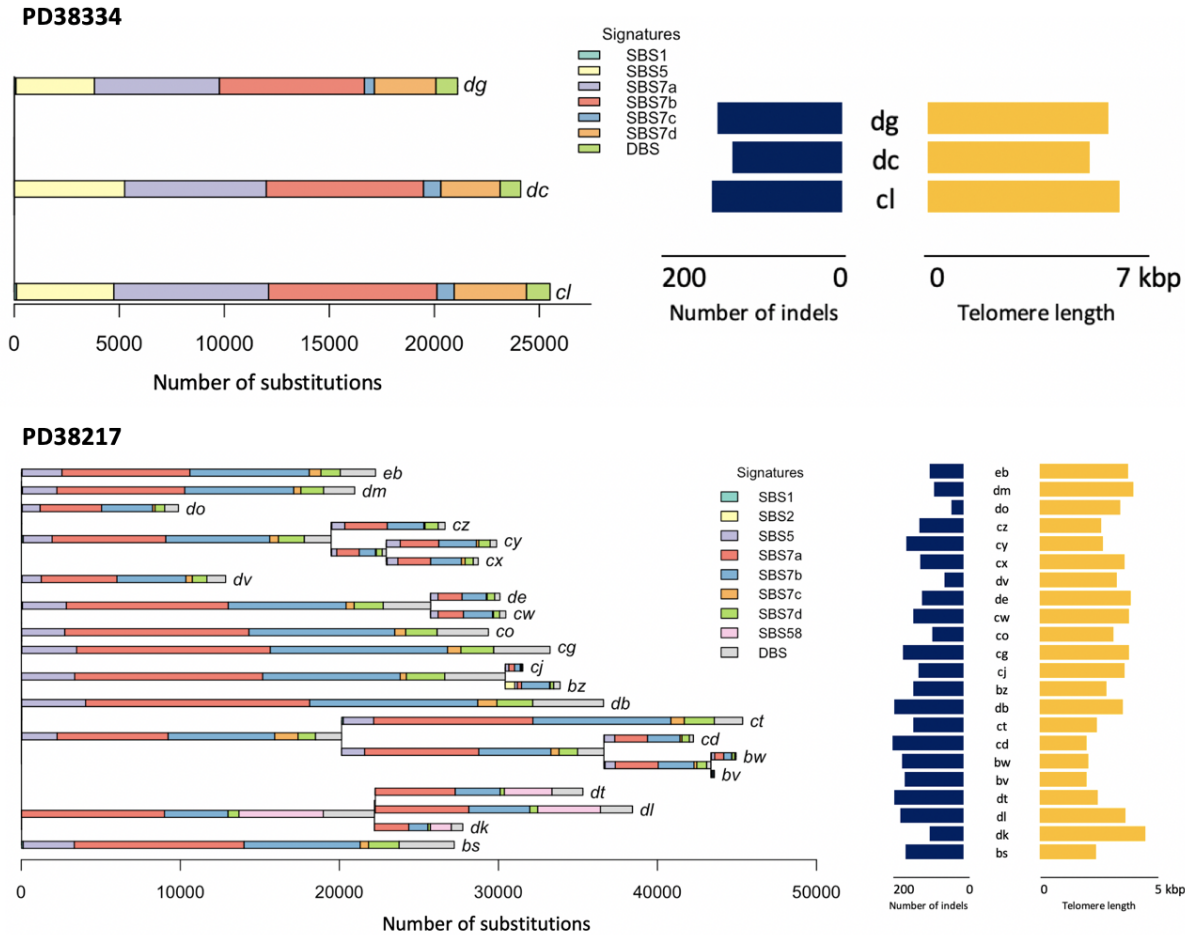 PD38334
Signatures
SBS1
SBS5
SBS7a
SBS7b
SBS7c
SBS7d
DBS
dg
dc
cl
0 5000 10000 15000 20000 25000
Number of substitutions
dg
dc
cl
200 0
Number of indels
0 7 kbp
Telomere length
PD38217
eb
dm
do
cz
cy
cx
dv
de
cw
co
cg
cj
bz
db
ct
cd
bw
bv
dt
dl
dk
bs
0 10000 20000 30000 40000 50000
Number of substitutions
Signatures
SBS1
SBS2
SBS5
SBS7a
SBS7b
SBS7c
SBS7d
SBS58
DBS
eb
dm
do
cz
cy
cx
dv
de
cw
co
cg
cj
bz
db
ct
cd
bw
bv
dt
dl
dk
bs
200 0
Number of indels
0 5 kbp
Telomere length